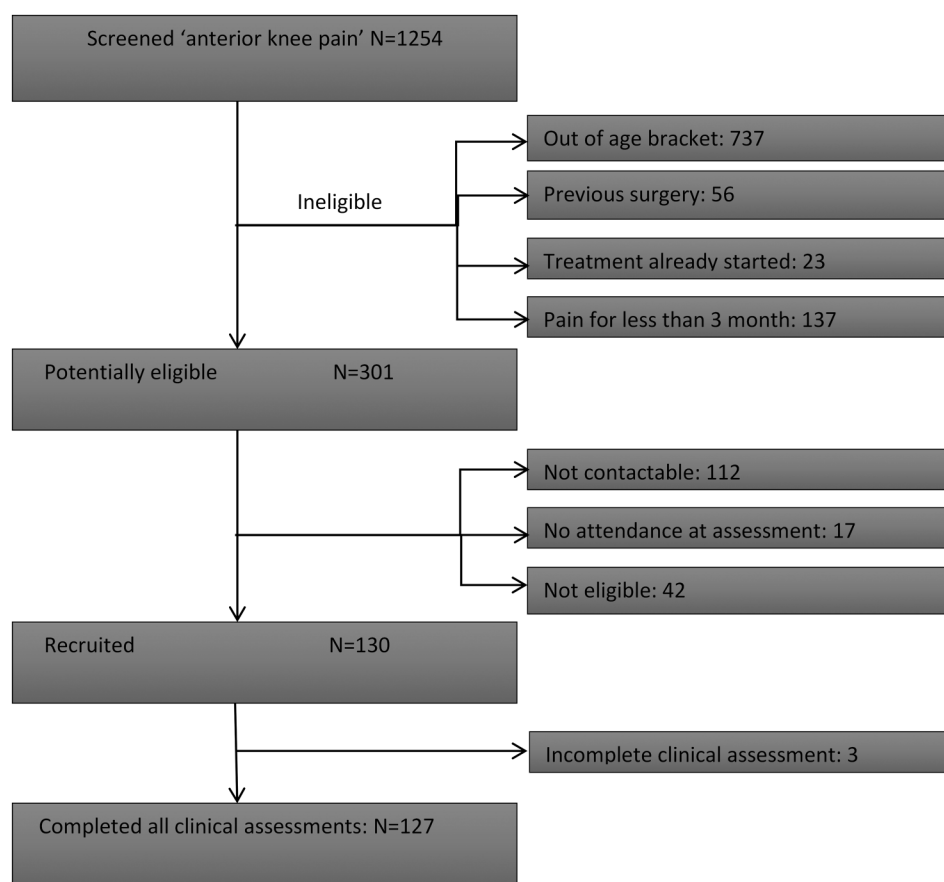 Screened ‘anterior knee pain’ N=1254
Out of age bracket: 737
Previous surgery: 56
Ineligible
Treatment already started: 23
Pain for less than 3 month: 137
Potentially eligible N=301
Not contactable: 112
No attendance at assessment: 17
Not eligible: 42
Recruited N=130
Incomplete clinical assessment: 3
Completed all clinical assessments: N=127